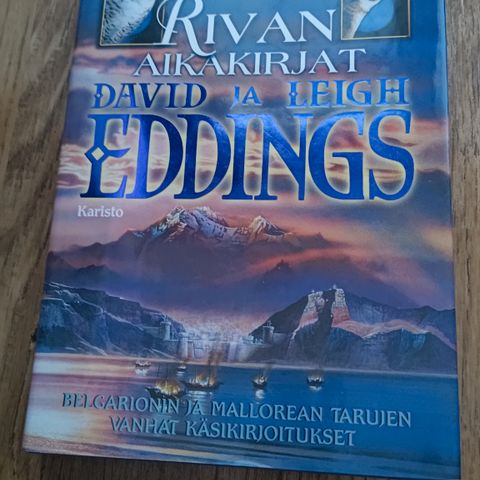 RIVAN
AIKAKIRJAT
DAVID JA LEIGH
EDDINGS
Karisto
BELGARIONIN JA MALLOREAN TARUJEN
VANHAT KÄSIKIRJOITUKSET